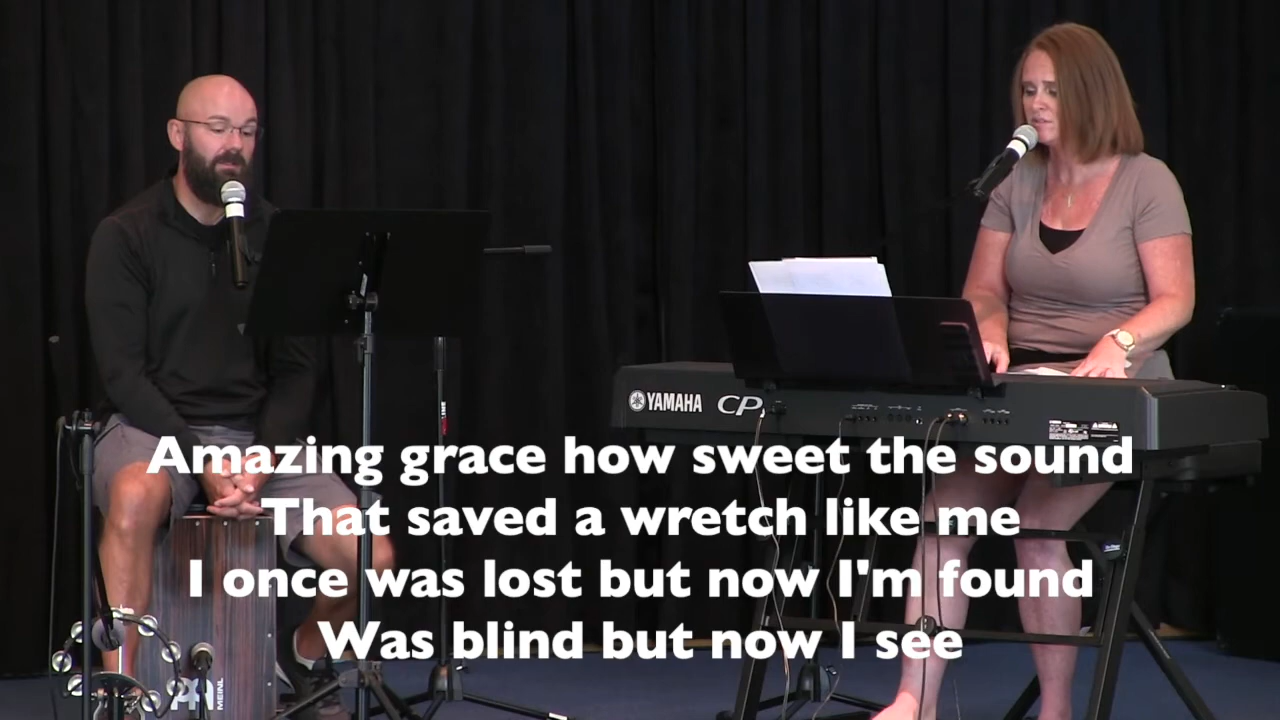 YAMAHA CP
Amazing grace how sweet the sound
That saved a wretch like me
I once was lost but now I'm found
Was blind but now I see
MEINL